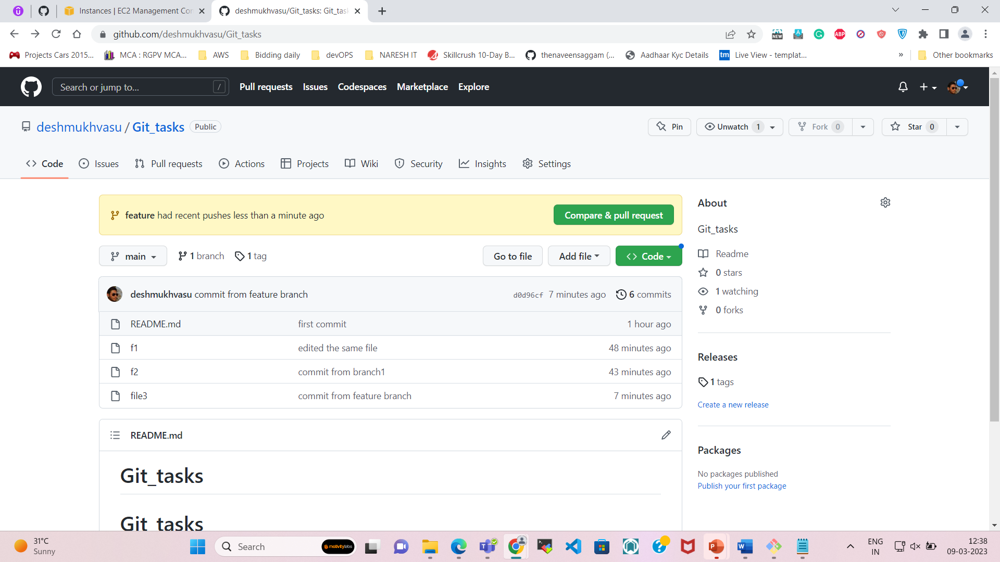 Instances | EC2 Management Con
deshmukhvasu/Git_tasks: Git_task
github.com/deshmukhvasu/Git_tasks
NEW
ABP
Projects Cars 2015...
MCA : RGPV MCA...
AWS
Bidding daily
devOPS
NARESH IT
Skillcrush 10-Day B...
thenaveensaggam (...
Aadhaar Kyc Details
tm
Live View - templat...
»
Other bookmarks
Search or jump to...
/
Pull requests
Issues
Codespaces
Marketplace
Explore
deshmukhvasu / Git_tasks
Public
Pin
Unwatch 1
Fork 0
Star 0
Code
Issues
Pull requests
Actions
Projects
Wiki
Security
Insights
Settings
feature had recent pushes less than a minute ago
Compare & pull request
main
1 branch
1 tag
Go to file
Add file
Code
deshmukhvasu commit from feature branch
d0d96cf 7 minutes ago
6 commits
README.md first commit 1 hour ago
f1 edited the same file 48 minutes ago
f2 commit from branch1 43 minutes ago
file3 commit from feature branch 7 minutes ago
README.md
Git_tasks
Git_tasks
About
Git_tasks
Readme
0 stars
1 watching
0 forks
Releases
1 tags
Create a new release
Packages
No packages published
Publish your first package
31°C
Sunny
Search
motivitylabs
ENG
IN
12:38
09-03-2023